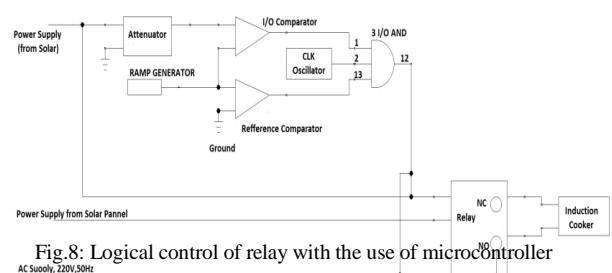 I/O Comparator
3 I/O AND
Power Supply
(from Solar)
Attenuator
1
CLK
Oscillator
2
12
RAMP GENERATOR
13
Refference Comparator
Ground
NC
Power Supply from Solar Pannel
Relay
Induction
Cooker
NO
Fig.8: Logical control of relay with the use of microcontroller
AC Suooly, 220V,50Hz